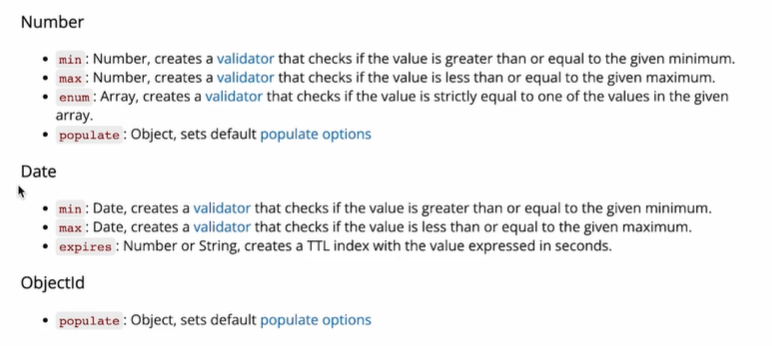 Number
• min: Number, creates a validator that checks if the value is greater than or equal to the given minimum.
• max: Number, creates a validator that checks if the value is less than or equal to the given maximum.
• enum: Array, creates a validator that checks if the value is strictly equal to one of the values in the given
array.
• populate: Object, sets default populate options
Date
• min: Date, creates a validator that checks if the value is greater than or equal to the given minimum.
• max: Date, creates a validator that checks if the value is less than or equal to the given maximum.
• expires: Number or String, creates a TTL index with the value expressed in seconds.
ObjectId
• populate: Object, sets default populate options